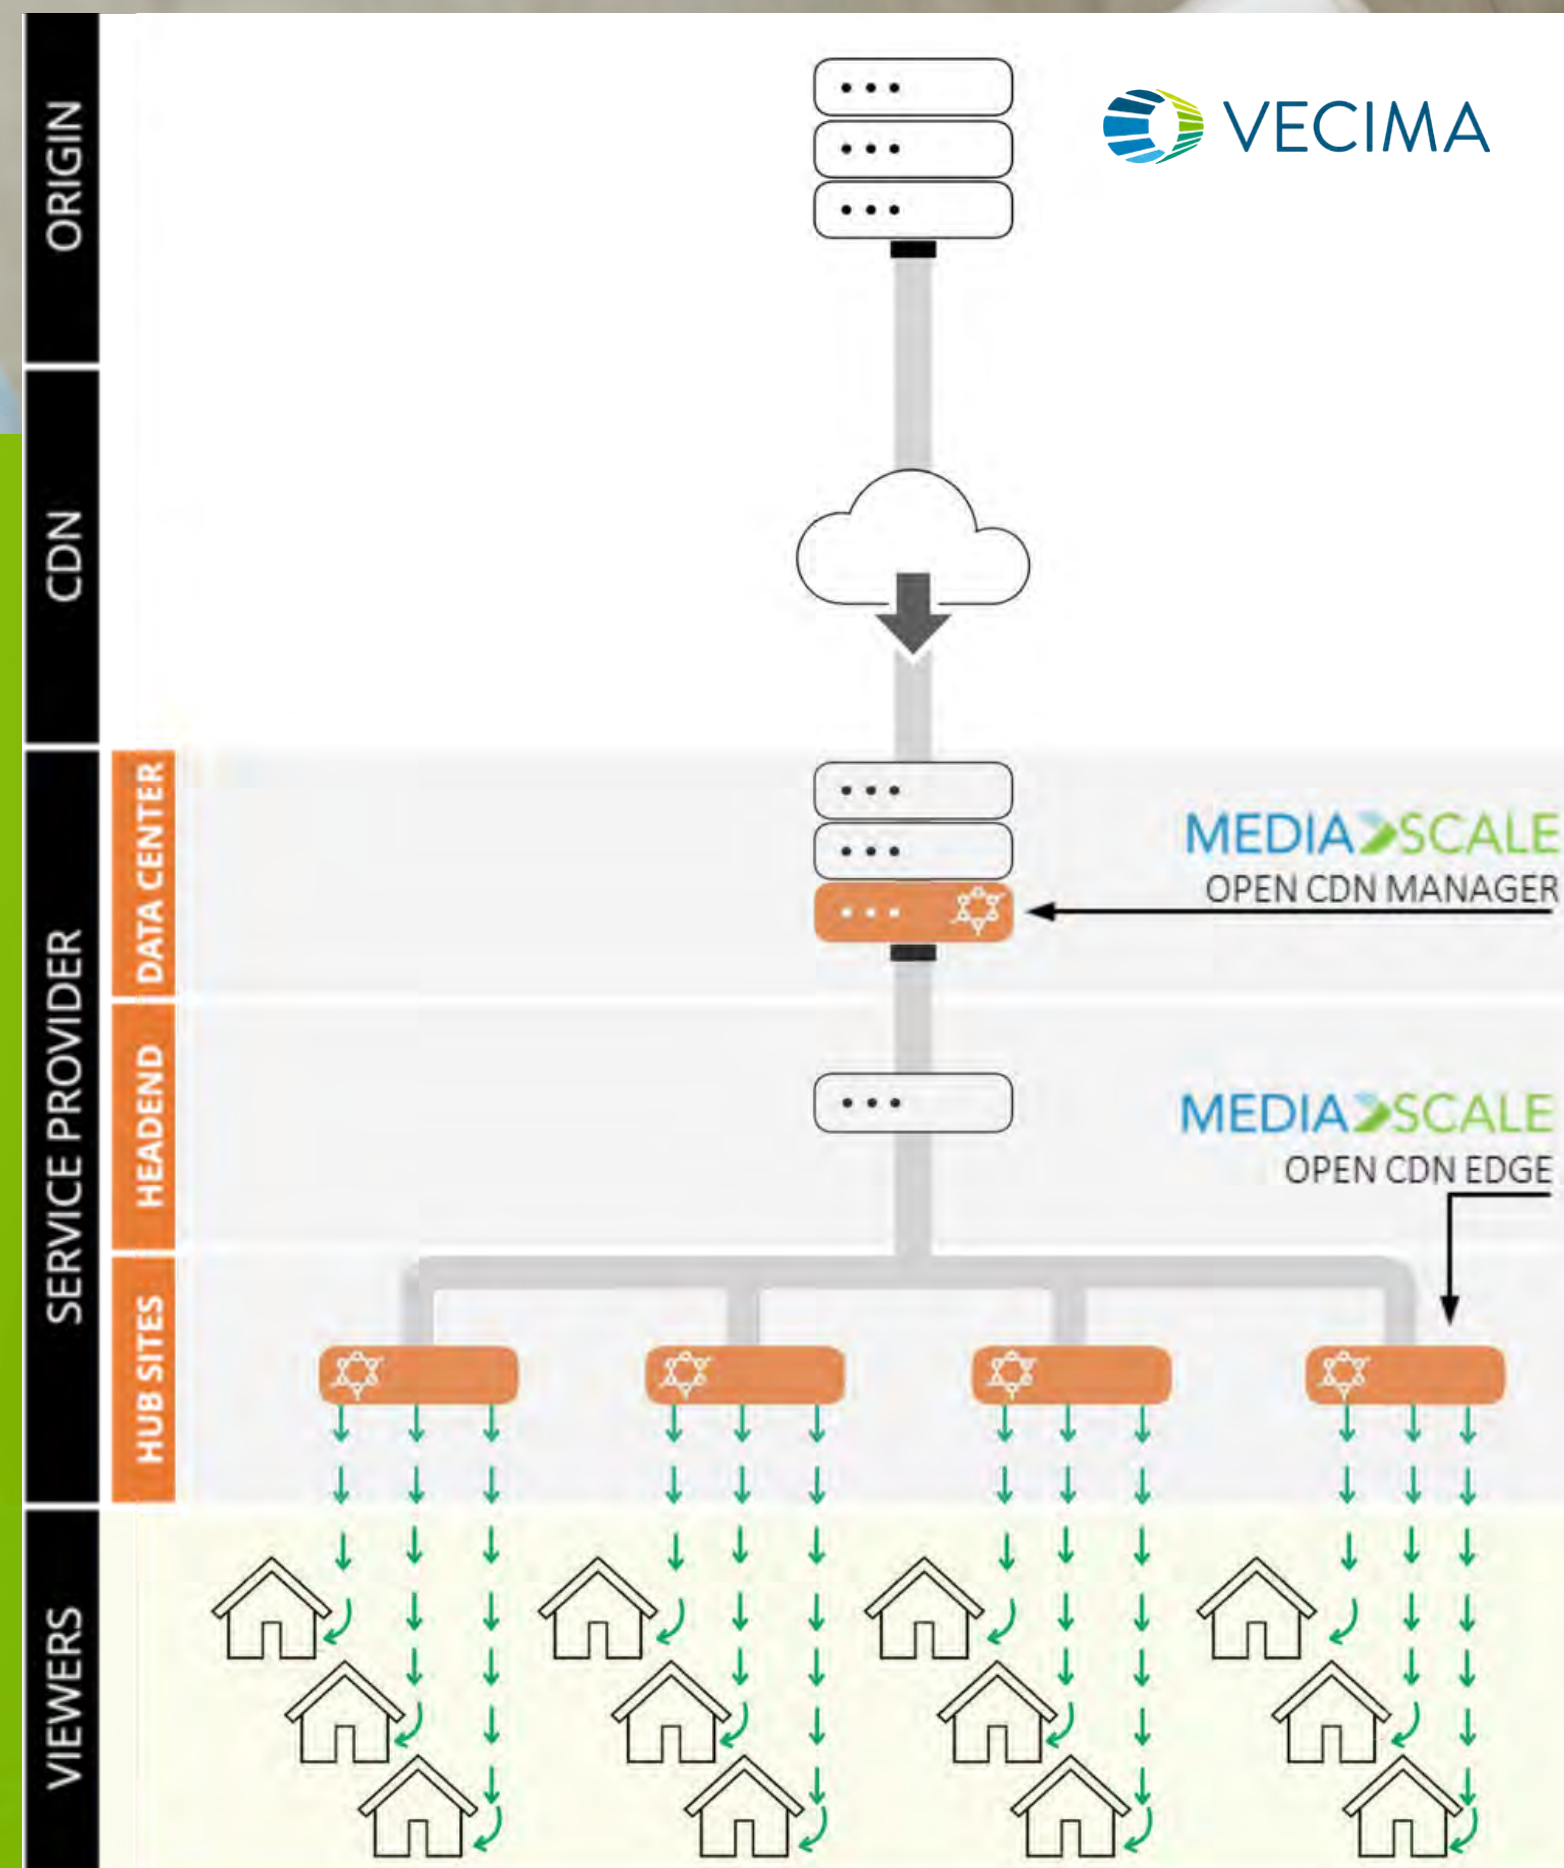 VECIMA
ORIGIN
CDN
SERVICE PROVIDER
DATA CENTER
MEDIA SCALE
OPEN CDN MANAGER
HEADEND
MEDIA SCALE
OPEN CDN EDGE
HUB SITES
VIEWERS